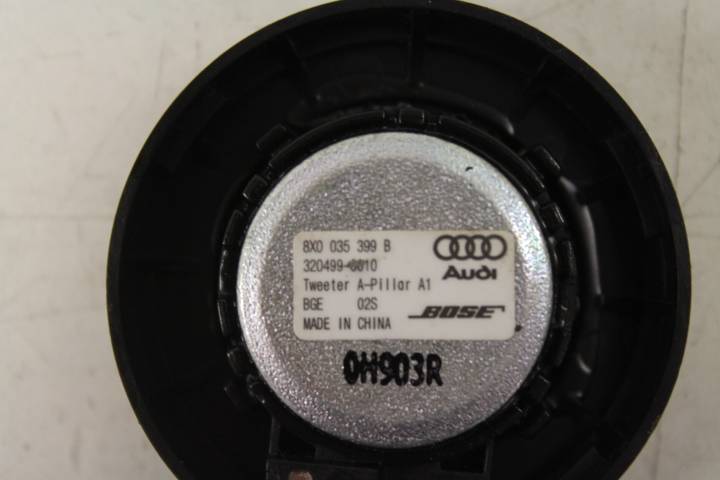 8X0 035 399 B
320499-0010
Tweeter A-Pillar A1
BGE 02S
MADE IN CHINA
Audi
BOSE
0H903R